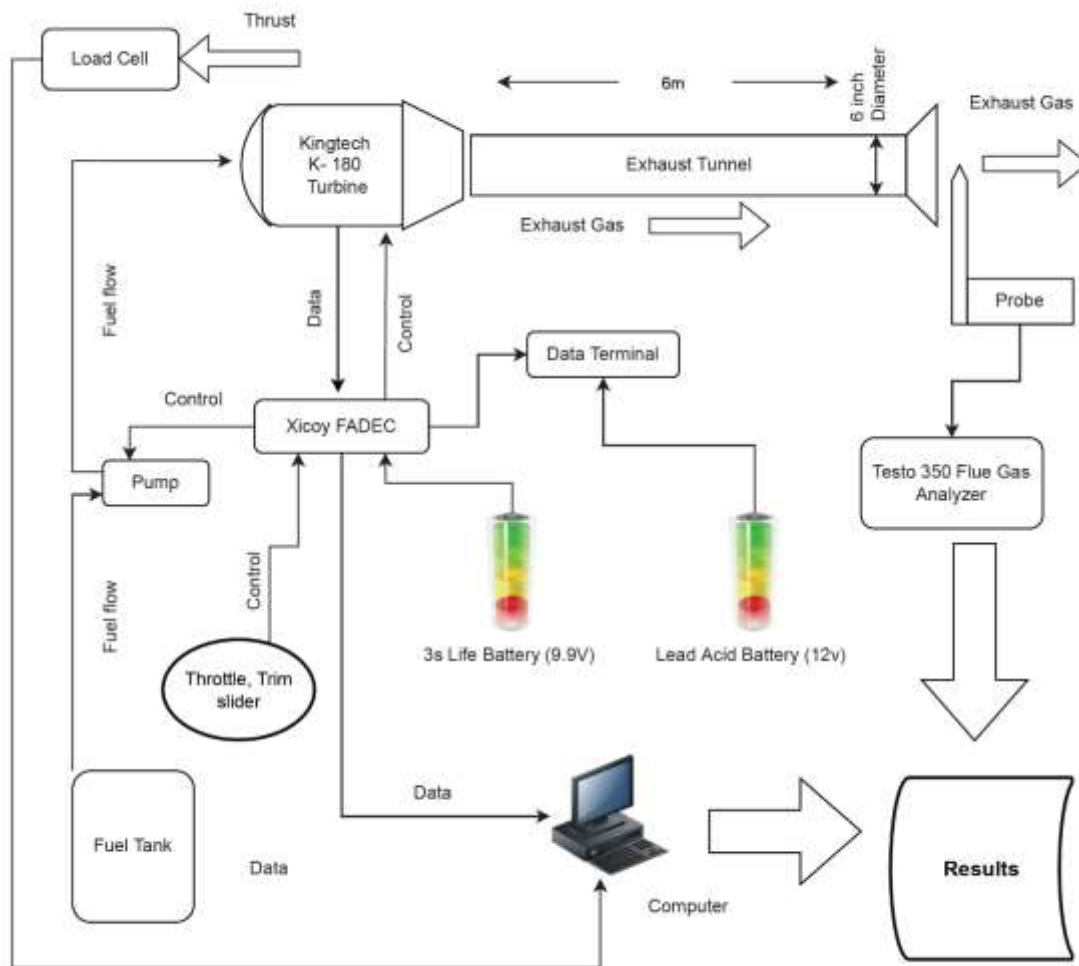 Thrust
Load Cell
6m
6 inch
Diameter
Exhaust Gas
Kingtech
K- 180
Turbine
Exhaust Tunnel
Exhaust Gas
Fuel flow
Data
Control
Probe
Data Terminal
Control
Xicoy FADEC
Pump
Testo 350 Flue Gas
Analyzer
Fuel flow
Control
3s Life Battery (9.9V)
Lead Acid Battery (12v)
Throttle, Trim
slider
Data
Fuel Tank
Data
Results
Computer